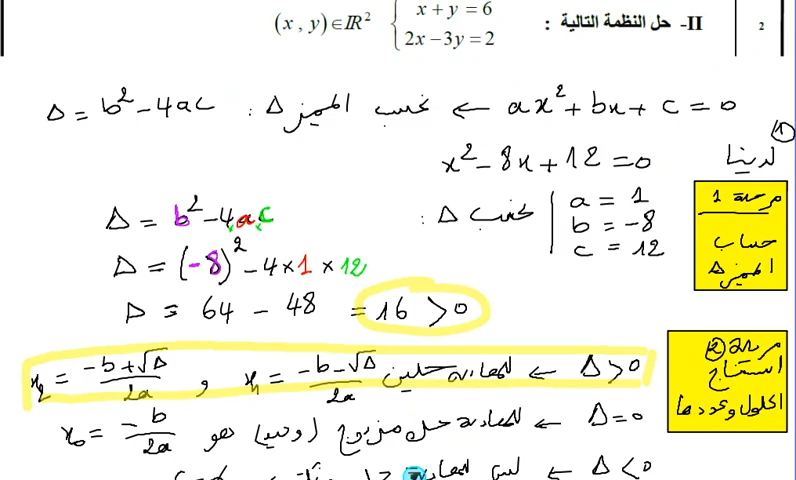 2 II- حل النظمة التالية : { x + y = 6
2x - 3y = 2 (x , y) ∈ IR²
ax² + bx + c = 0 ← نحسب المميز Δ : Δ = b² - 4ac
① لدينا x² - 8x + 12 = 0
مرحلة 1
حساب
المميز Δ
a = 1
b = -8
c = 12
نحسب Δ :
Δ = b² - 4ac
Δ = (-8)² - 4 × 1 × 12
Δ = 64 - 48 = 16 > 0
مرحلة ②
استنتاج
الحلول وعددها
Δ > 0 ← للمعادلة حلين x₁ = (-b - √Δ)/2a و x₂ = (-b + √Δ)/2a
Δ = 0 ← للمعادلة حل مزدوج (وحيد) هو x₀ = -b/2a
Δ < 0 ← ليس للمعادلة حل